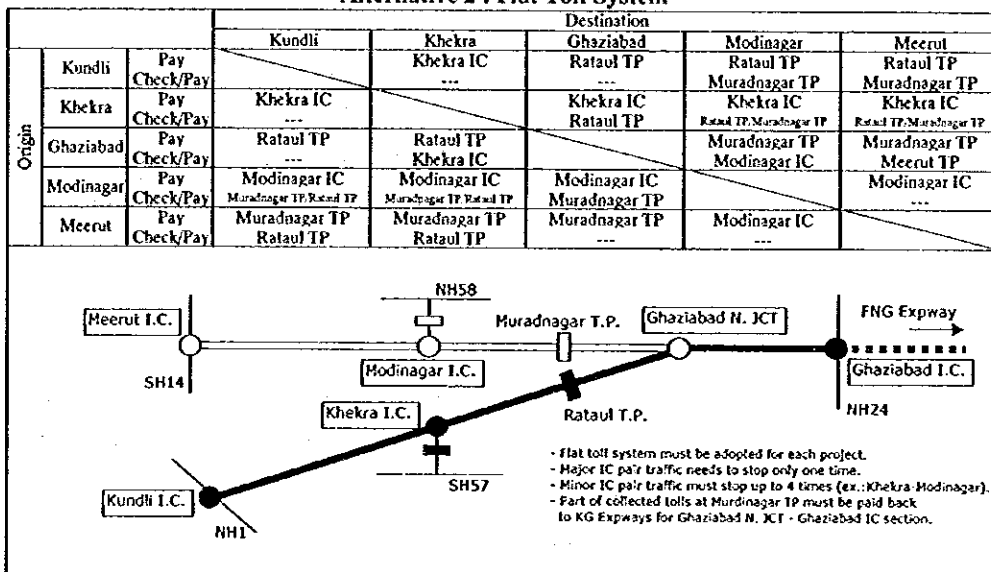 Alternative 2 : Flat Toll System
Destination
Kundli Khekra Ghaziabad Modinagar Meerut
Origin
Kundli Pay Khekra IC Rataul TP Rataul TP Rataul TP
Check/Pay --- --- Muradnagar TP Muradnagar TP
Khekra Pay Khekra IC Khekra IC Khekra IC Khekra IC
Check/Pay --- Rataul TP Rataul TP/Muradnagar TP Rataul TP/Muradnagar TP
Ghaziabad Pay Rataul TP Rataul TP Muradnagar TP Muradnagar TP
Check/Pay --- Khekra IC Modinagar IC Meerut TP
Modinagar Pay Modinagar IC Modinagar IC Modinagar IC Modinagar IC
Check/Pay Muradnagar TP/Rataul TP Muradnagar TP/Rataul TP Muradnagar TP ---
Meerut Pay Muradnagar TP Muradnagar TP Muradnagar TP Modinagar IC
Check/Pay Rataul TP Rataul TP --- ---
NH58
Meerut I.C. Muradnagar T.P. Ghaziabad N. JCT FNG Expway
SH14 Modinagar I.C. Ghaziabad I.C.
Khekra I.C. Rataul T.P. NH24
SH57
Kundli I.C.
NH1
- Flat toll system must be adopted for each project.
- Major IC pair traffic needs to stop only one time.
- Minor IC pair traffic must stop up to 4 times (ex.:Khekra-Modinagar).
- Part of collected tolls at Murdinagar TP must be paid back
to KG Expways for Ghaziabad N. JCT - Ghaziabad IC section.